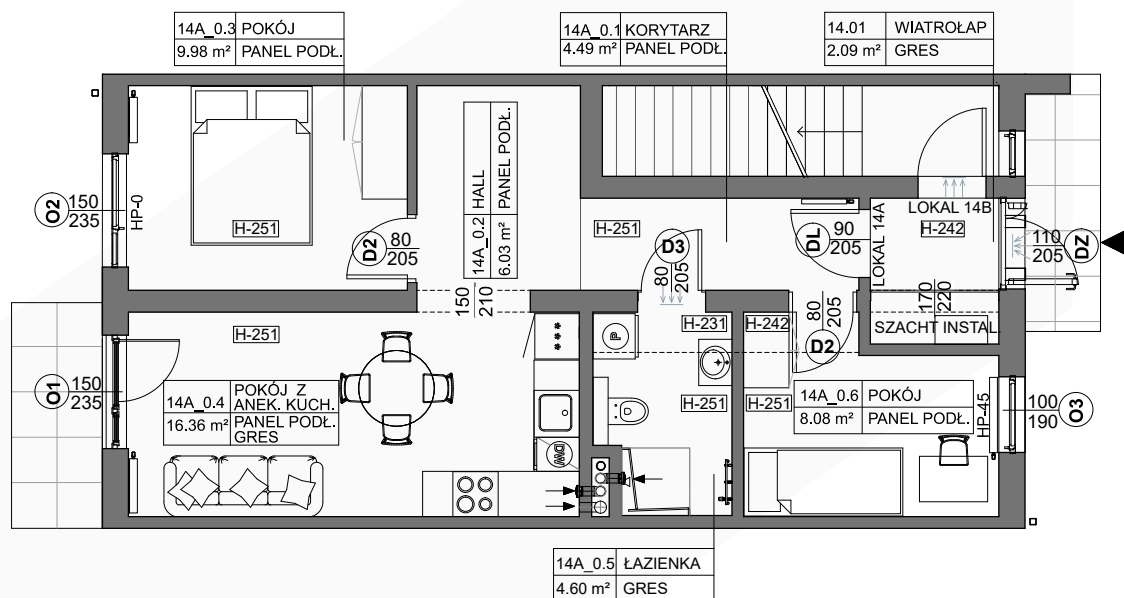 14A_0.3 POKÓJ
9.98 m² PANEL PODŁ.
14A_0.1 KORYTARZ
4.49 m² PANEL PODŁ.
14.01 WIATROŁAP
2.09 m² GRES
O2 150
235
HP-0
H-251
D2 80
205
14A_0.2 HALL
6.03 m² PANEL PODŁ.
H-251
D3
80
205
DL 90
205
LOKAL 14A
LOKAL 14B
H-242
110
205
DZ
150
210
170
220
SZACHT INSTAL.
80
205
D2
H-251
P
H-231
H-242
O1 150
235
14A_0.4 POKÓJ Z
ANEK. KUCH.
16.36 m² PANEL PODŁ.
GRES
DW
H-251
H-251
14A_0.6 POKÓJ
8.08 m² PANEL PODŁ.
HP-45
100
190
O3
14A_0.5 ŁAZIENKA
4.60 m² GRES